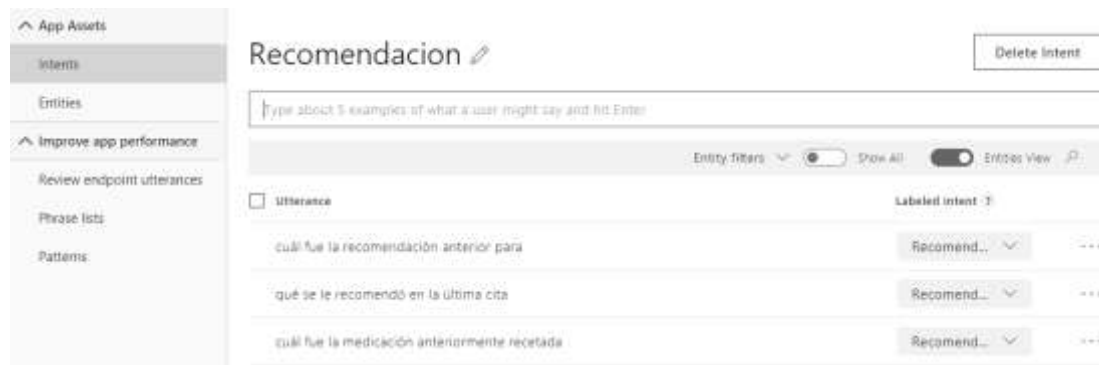 App Assets
Intents
Entities
Improve app performance
Review endpoint utterances
Phrase lists
Patterns
Recomendacion
Delete Intent
Type about 5 examples of what a user might say and hit Enter
Entity filters Show All Entities View
Utterance Labeled intent ?
cuál fue la recomendación anterior para Recomend... ...
qué se le recomendó en la última cita Recomend... ...
cuál fue la medicación anteriormente recetada Recomend... ...